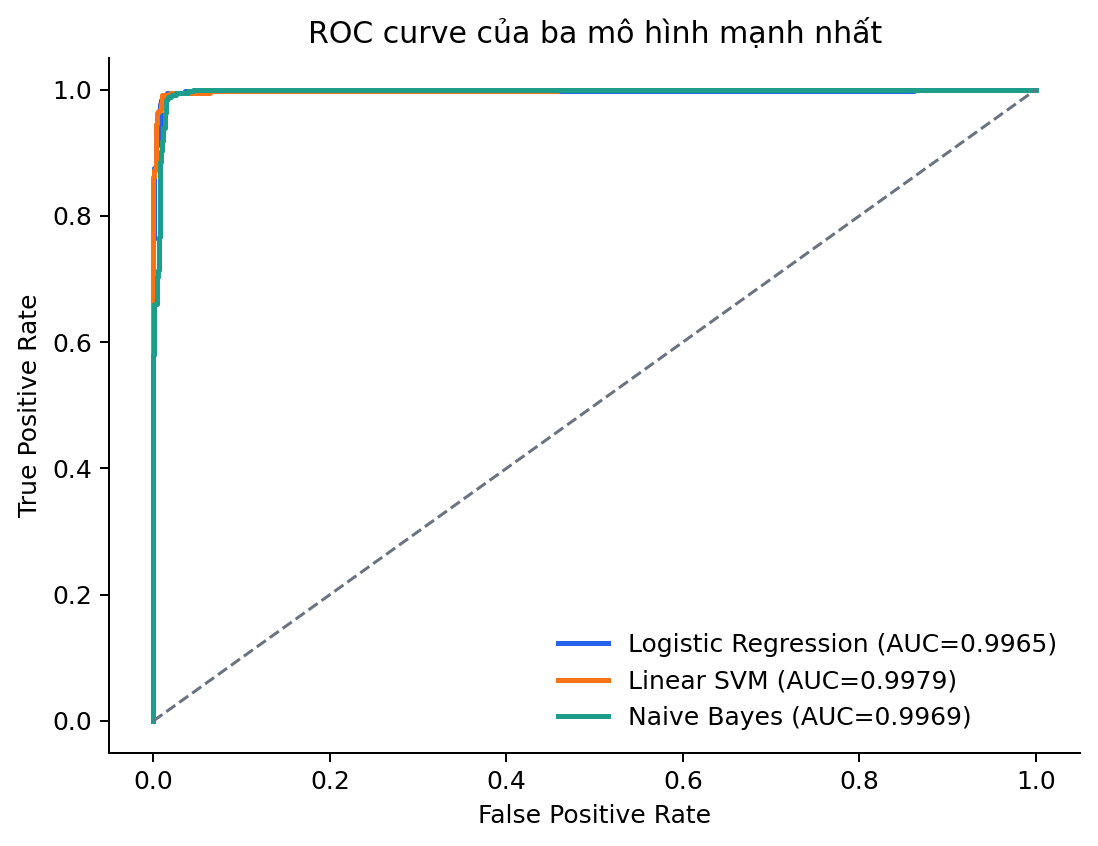 ROC curve của ba mô hình mạnh nhất
True Positive Rate
1.0
0.8
0.6
0.4
0.2
0.0
Logistic Regression (AUC=0.9965)
Linear SVM (AUC=0.9979)
Naive Bayes (AUC=0.9969)
0.0 0.2 0.4 0.6 0.8 1.0
False Positive Rate